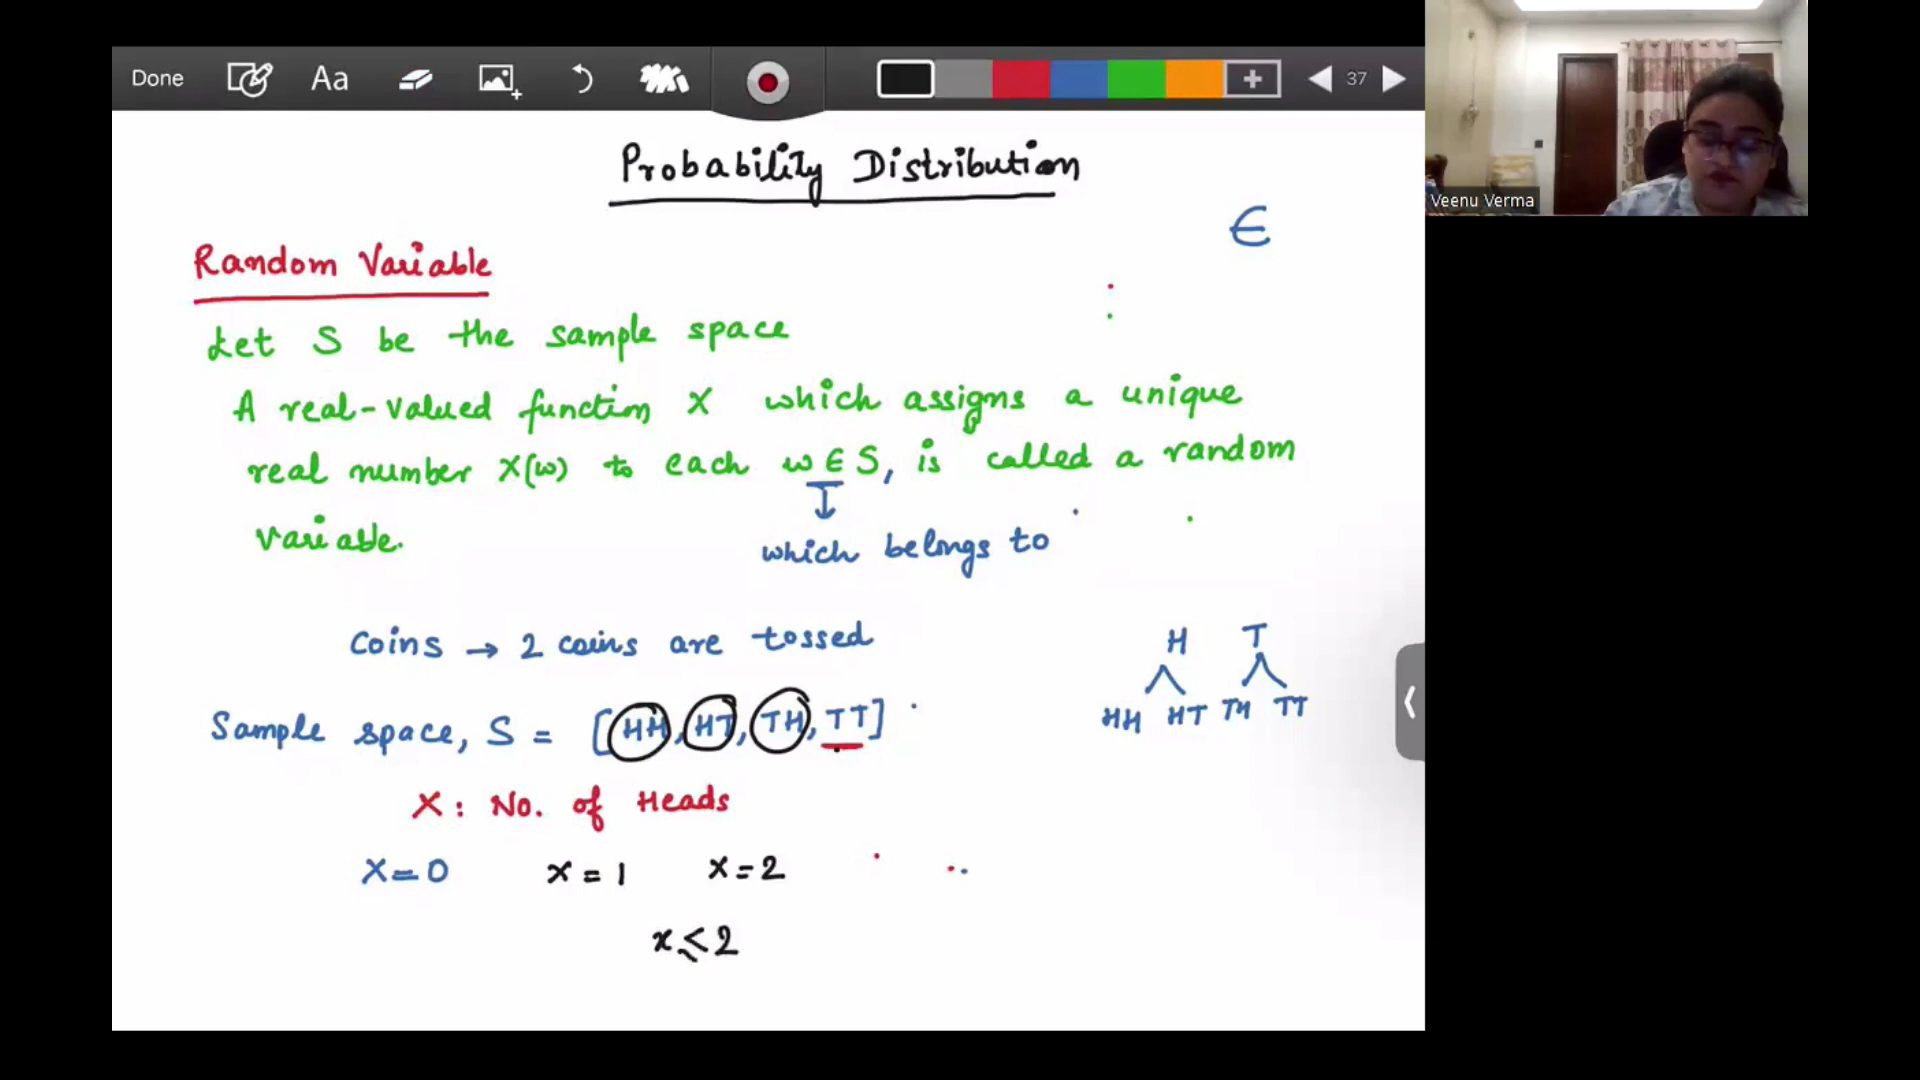 Done Aa 37
Probability Distribution
Veenu Verma
∈
Random Variable
Let S be the sample space
A real-valued function X which assigns a unique
real number X(w) to each w ∈ S, is called a random
variable.
which belongs to
Coins → 2 coins are tossed
H T
HH HT TH TT
Sample space, S = [HH, HT, TH, TT]
X: No. of Heads
X=0 x=1 x=2
x≤2